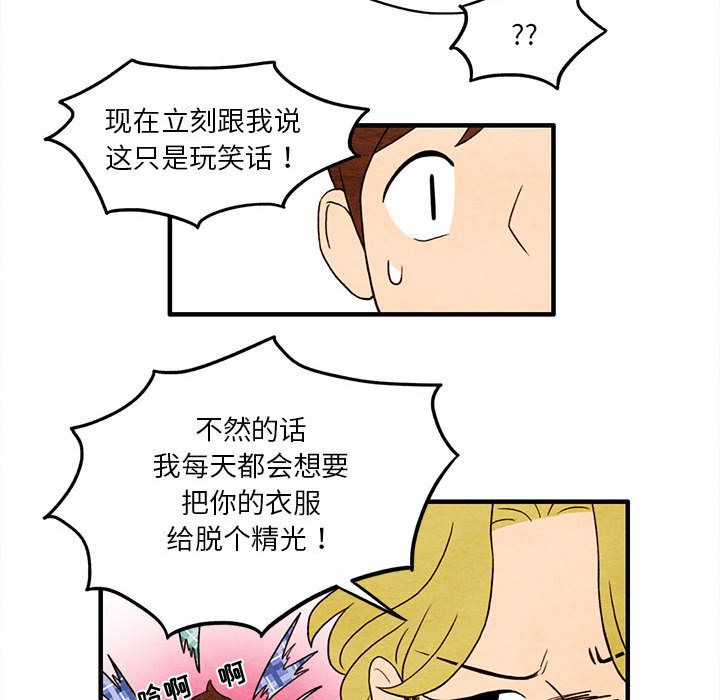 ??
现在立刻跟我说
这只是玩笑话！
不然的话
我每天都会想要
把你的衣服
给脱个精光！
哈啊
啊